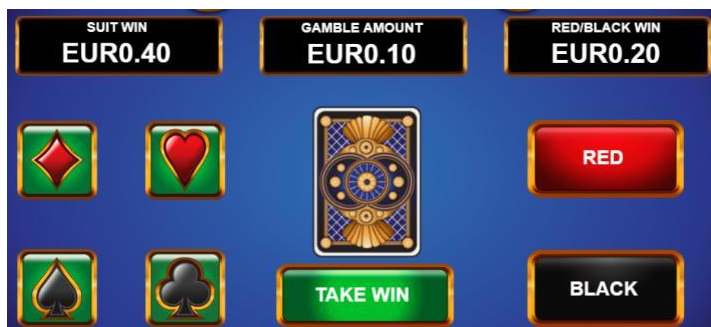 SUIT WIN
EUR0.40
GAMBLE AMOUNT
EUR0.10
RED/BLACK WIN
EUR0.20
RED
TAKE WIN
BLACK